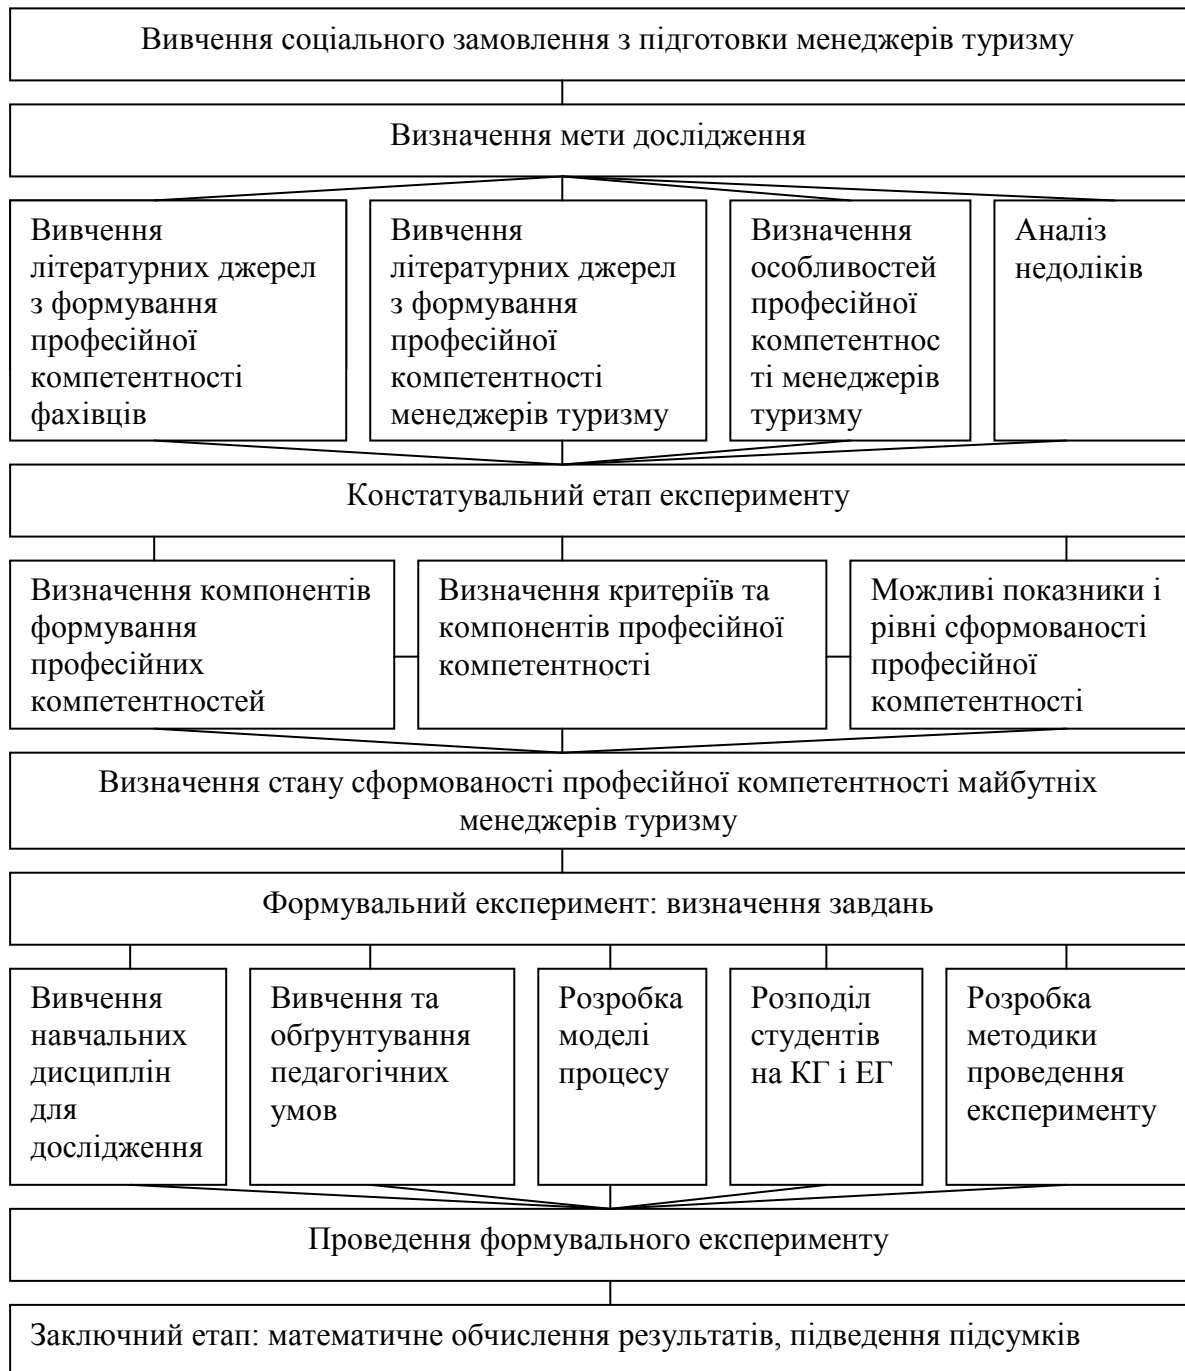 Вивчення соціального замовлення з підготовки менеджерів туризму
Визначення мети дослідження
Вивчення
літературних джерел
з формування
професійної
компетентності
фахівців
Вивчення
літературних джерел
з формування
професійної
компетентності
менеджерів туризму
Визначення
особливостей
професійної
компетентнос
ті менеджерів
туризму
Аналіз
недоліків
Констатувальний етап експерименту
Визначення компонентів
формування
професійних
компетентностей
Визначення критеріїв та
компонентів професійної
компетентності
Можливі показники і
рівні сформованості
професійної
компетентності
Визначення стану сформованості професійної компетентності майбутніх
менеджерів туризму
Формувальний експеримент: визначення завдань
Вивчення
навчальних
дисциплін
для
дослідження
Вивчення та
обґрунтування
педагогічних
умов
Розробка
моделі
процесу
Розподіл
студентів
на КГ і ЕГ
Розробка
методики
проведення
експерименту
Проведення формувального експерименту
Заключний етап: математичне обчислення результатів, підведення підсумків